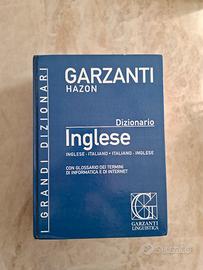 GARZANTI
HAZON
Dizionario
Inglese
INGLESE - ITALIANO • ITALIANO - INGLESE
CON GLOSSARIO DEI TERMINI
DI INFORMATICA E DI INTERNET
I GRANDI DIZIONARI
GARZANTI
LINGUISTICA